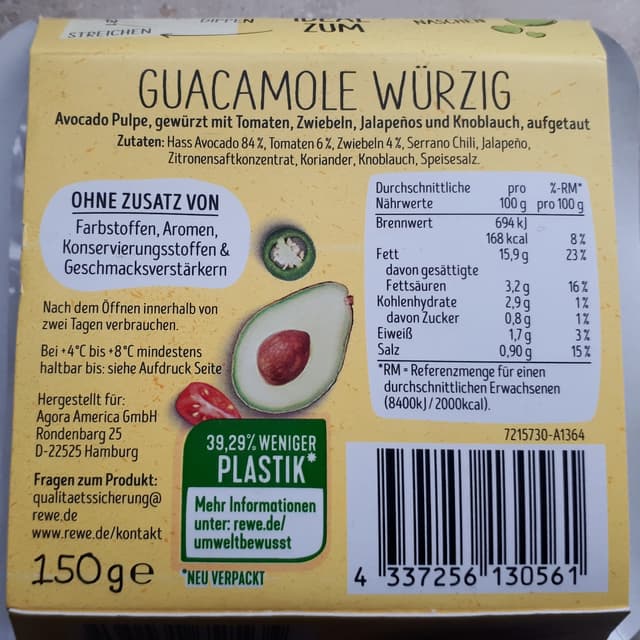 STREICHEN
DIPPEN
IDEAL
ZUM
NASCHEN
GUACAMOLE WÜRZIG
Avocado Pulpe, gewürzt mit Tomaten, Zwiebeln, Jalapeños und Knoblauch, aufgetaut
Zutaten: Hass Avocado 84%, Tomaten 6%, Zwiebeln 4%, Serrano Chili, Jalapeño,
Zitronensaftkonzentrat, Koriander, Knoblauch, Speisesalz.
OHNE ZUSATZ VON
Farbstoffen, Aromen,
Konservierungsstoffen &
Geschmacksverstärkern
Nach dem Öffnen innerhalb von
zwei Tagen verbrauchen.
Bei +4°C bis +8°C mindestens
haltbar bis: siehe Aufdruck Seite
Hergestellt für:
Agora America GmbH
Rondenbarg 25
D-22525 Hamburg
Fragen zum Produkt:
qualitaetssicherung@
rewe.de
www.rewe.de/kontakt
150g e
39,29% WENIGER
PLASTIK*
Mehr Informationen
unter: rewe.de/
umweltbewusst
*NEU VERPACKT
Durchschnittliche pro %-RM*
Nährwerte 100 g pro 100 g
Brennwert 694 kJ
168 kcal 8%
Fett 15,9 g 23%
davon gesättigte
Fettsäuren 3,2 g 16%
Kohlenhydrate 2,9 g 1%
davon Zucker 0,8 g 1%
Eiweiß 1,7 g 3%
Salz 0,90 g 15%
*RM = Referenzmenge für einen
durchschnittlichen Erwachsenen
(8400kJ/2000kcal).
7215730-A1364
4 337256 130561